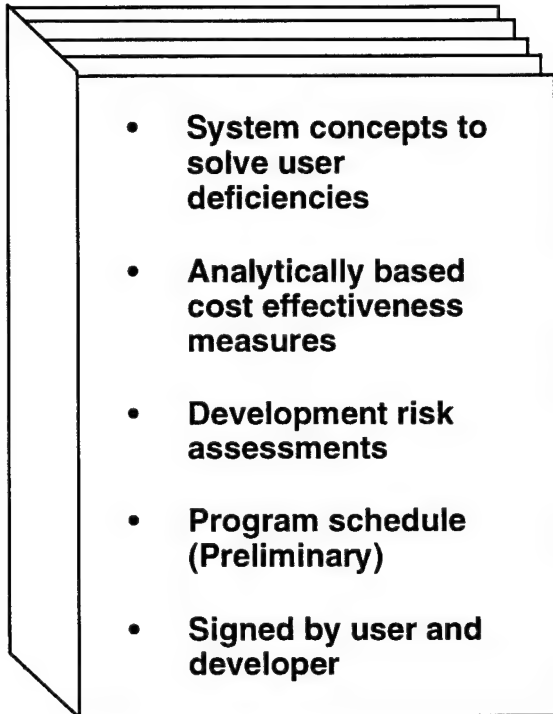 • System concepts to
solve user
deficiencies
• Analytically based
cost effectiveness
measures
• Development risk
assessments
• Program schedule
(Preliminary)
• Signed by user and
developer